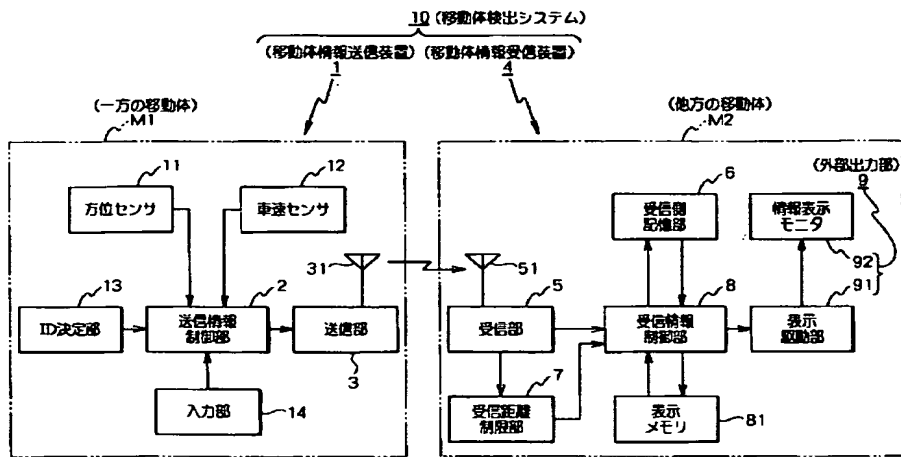 10(移動体検出システム)
(移動体情報送信装置)(移動体情報受信装置)
1
4
(一方の移動体)
M1
(他方の移動体)
M2
11
方位センサ
12
車速センサ
13
ID決定部
2
送信情報
制御部
31
送信部
3
入力部
14
51
5
受信部
7
受信距離
制限部
6
受信側
記憶部
8
受信情報
制御部
表示
メモリ
81
(外部出力部)
9
情報表示
モニタ
92
91
表示
駆動部